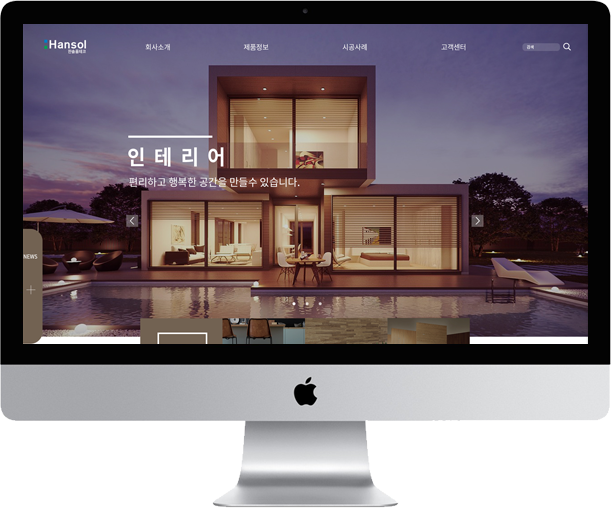 Hansol
한솔홈데코
회사소개
제품정보
시공사례
고객센터
검색
인테리어
편리하고 행복한 공간을 만들수 있습니다.
NEWS